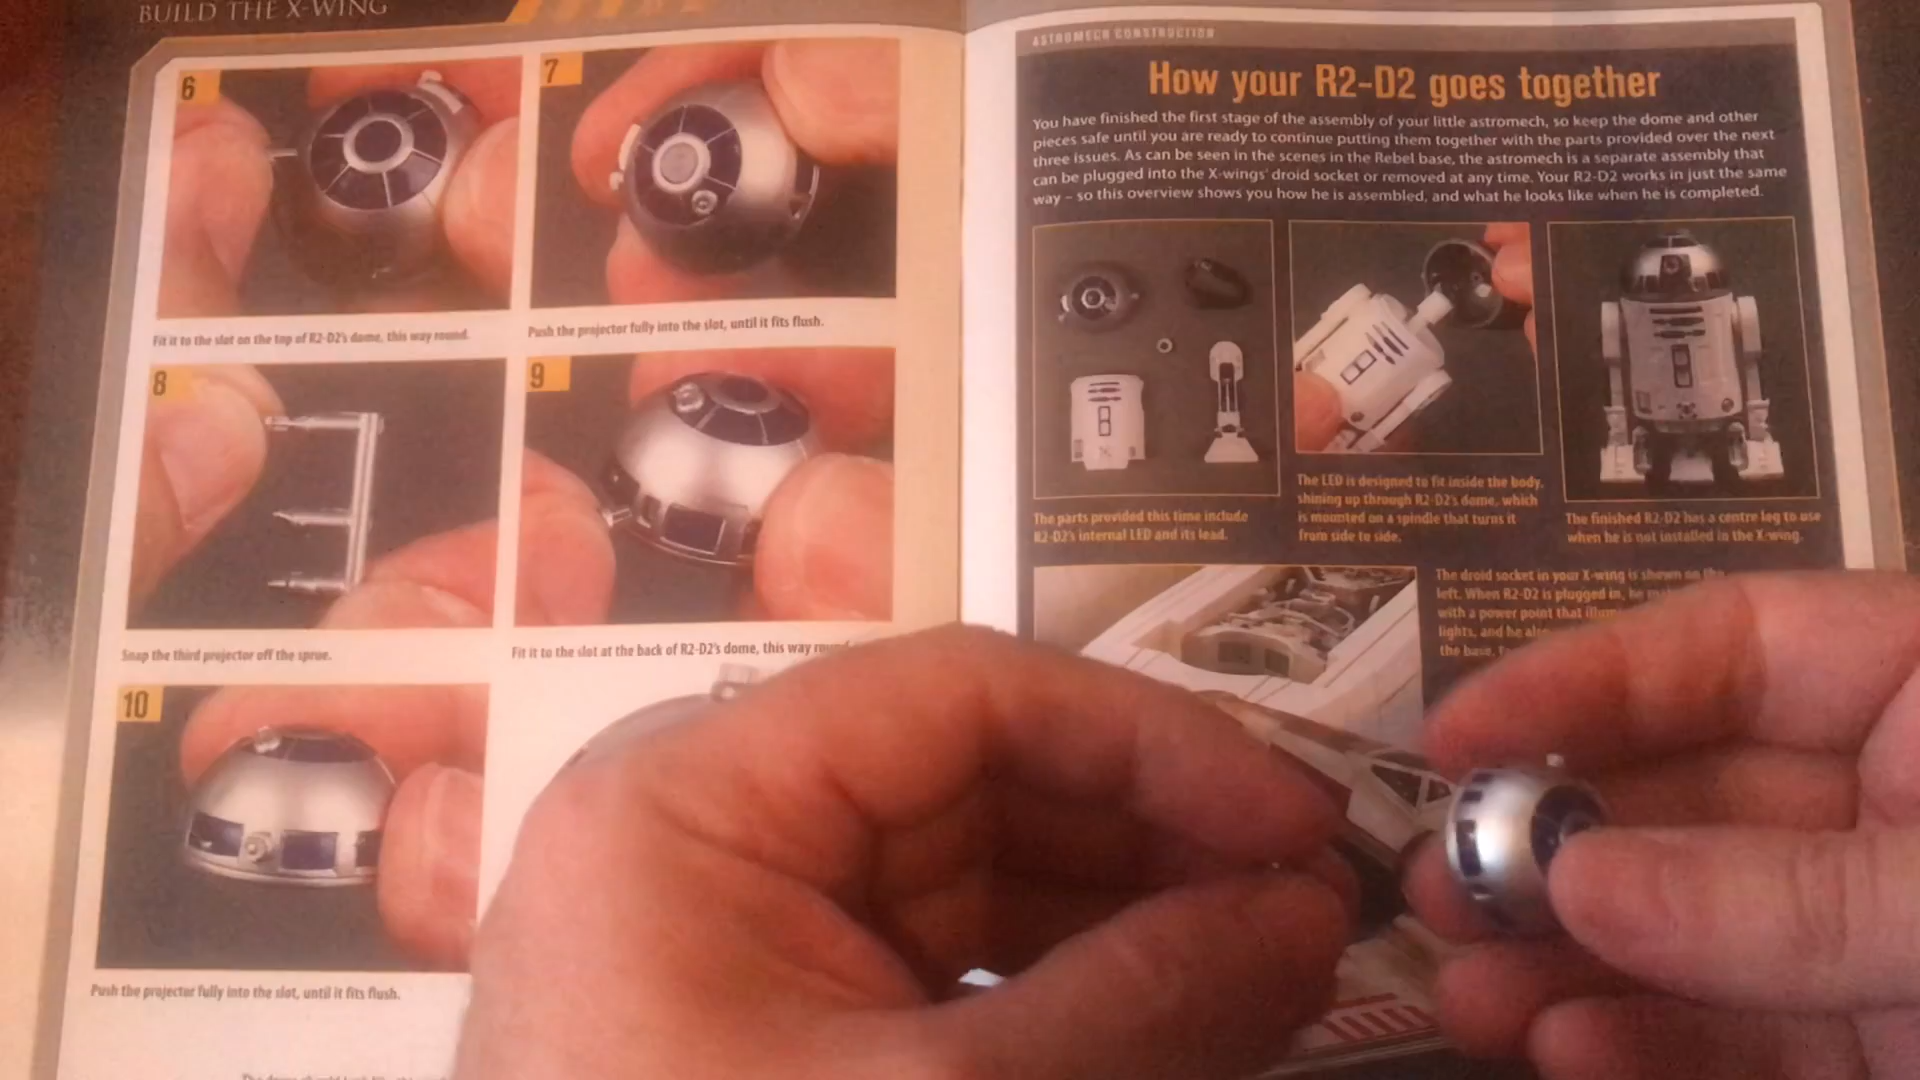 BUILD THE X-WING
6
7
Fit it to the slot on the top of R2-D2's dome, this way round.
Push the projector fully into the slot, until it fits flush.
8
9
Snap the third projector off the sprue.
Fit it to the slot at the back of R2-D2's dome, this way
10
Push the projector fully into the slot, until it fits flush.
ASTROMECH CONSTRUCTION
How your R2-D2 goes together
You have finished the first stage of the assembly of your little astromech, so keep the dome and other
pieces safe until you are ready to continue putting them together with the parts provided over the next
three issues. As can be seen in the scenes in the Rebel base, the astromech is a separate assembly that
can be plugged into the X-wings' droid socket or removed at any time. Your R2-D2 works in just the same
way – so this overview shows you how he is assembled, and what he looks like when he is completed.
The parts provided this time include
R2-D2's internal LED and its lead.
The LED is designed to fit inside the body,
shining up through R2-D2's dome, which
is mounted on a spindle that turns it
from side to side.
The finished R2-D2 has a centre leg to use
when he is not installed in the X-wing.
The droid socket in your X-wing is shown on
left. When R2-D2 is plugged in, he
with a power point that
lights, and he
the base.